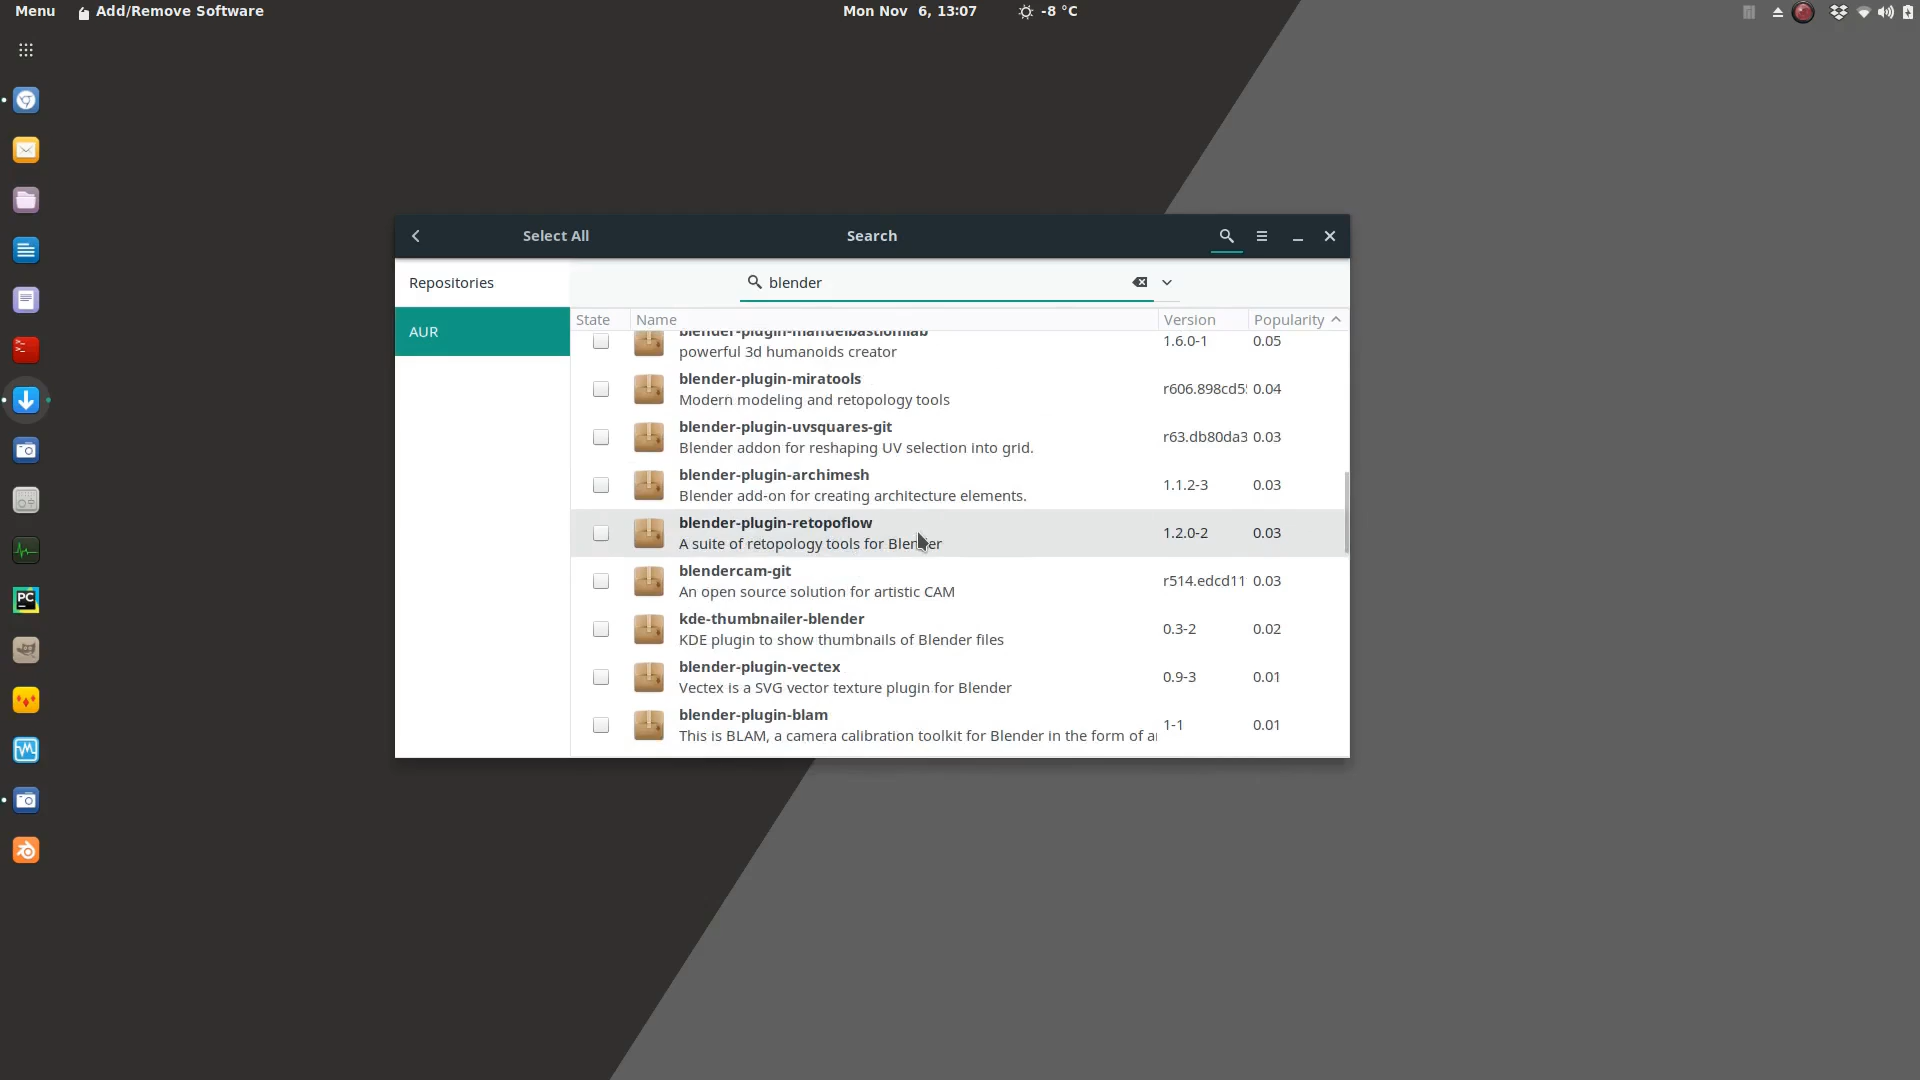 Menu
Add/Remove Software
Mon Nov 6, 13:07
-8 °C
Select All
Search
Repositories
blender
AUR
State
Name
Version
Popularity
blender-plugin-manuelbastionilab
1.6.0-1
0.05
powerful 3d humanoids creator
blender-plugin-miratools
r606.898cd5
0.04
Modern modeling and retopology tools
blender-plugin-uvsquares-git
r63.db80da3
0.03
Blender addon for reshaping UV selection into grid.
blender-plugin-archimesh
1.1.2-3
0.03
Blender add-on for creating architecture elements.
blender-plugin-retopoflow
1.2.0-2
0.03
A suite of retopology tools for Blender
blendercam-git
r514.edcd11
0.03
An open source solution for artistic CAM
kde-thumbnailer-blender
0.3-2
0.02
KDE plugin to show thumbnails of Blender files
blender-plugin-vectex
0.9-3
0.01
Vectex is a SVG vector texture plugin for Blender
blender-plugin-blam
1-1
0.01
This is BLAM, a camera calibration toolkit for Blender in the form of
PC